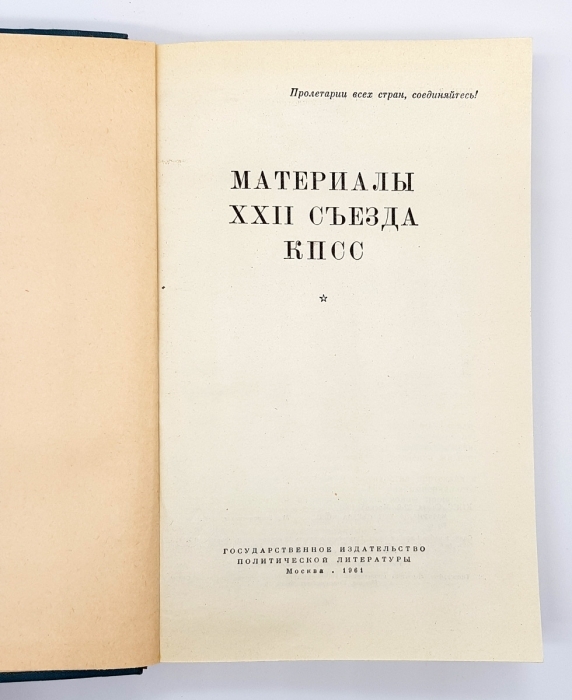 Пролетарии всех стран, соединяйтесь!
МАТЕРИАЛЫ
XXII СЪЕЗДА
КПСС
ГОСУДАРСТВЕННОЕ ИЗДАТЕЛЬСТВО
ПОЛИТИЧЕСКОЙ ЛИТЕРАТУРЫ
Москва . 1961